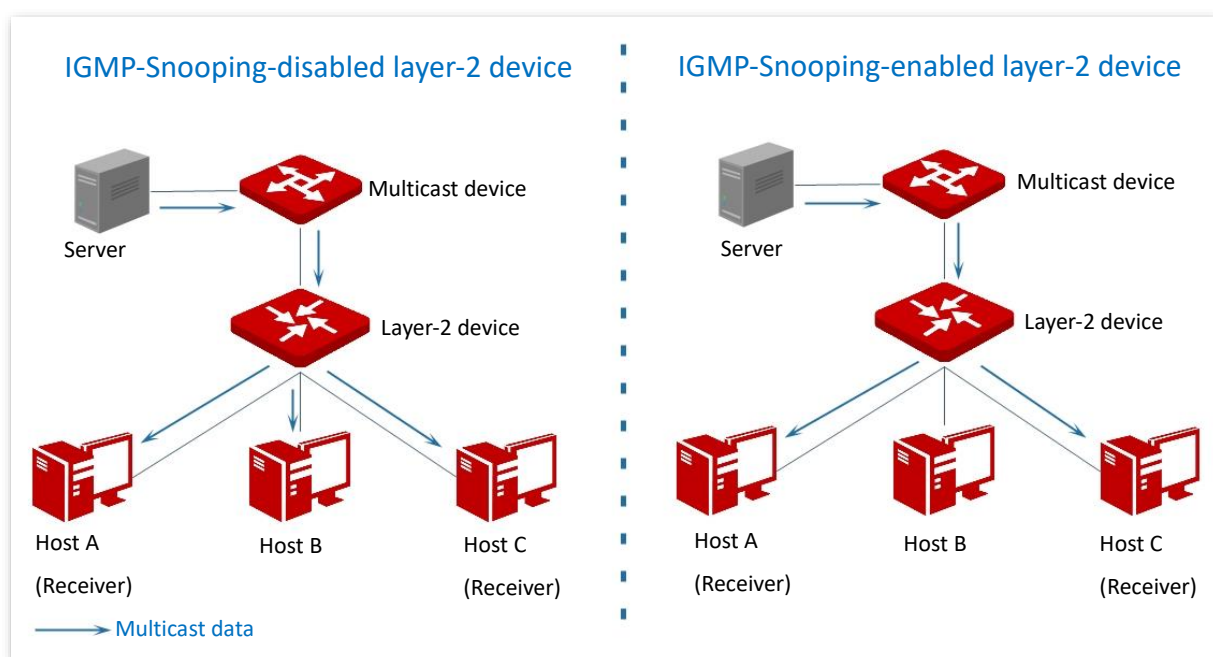 IGMP-Snooping-disabled layer-2 device
Multicast device
Server
Layer-2 device
Host A
(Receiver)
Host B
Host C
(Receiver)
Multicast data
IGMP-Snooping-enabled layer-2 device
Multicast device
Server
Layer-2 device
Host A
(Receiver)
Host B
Host C
(Receiver)